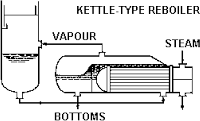 KETTLE-TYPE REBOILER
VAPOUR
STEAM
BOTTOMS